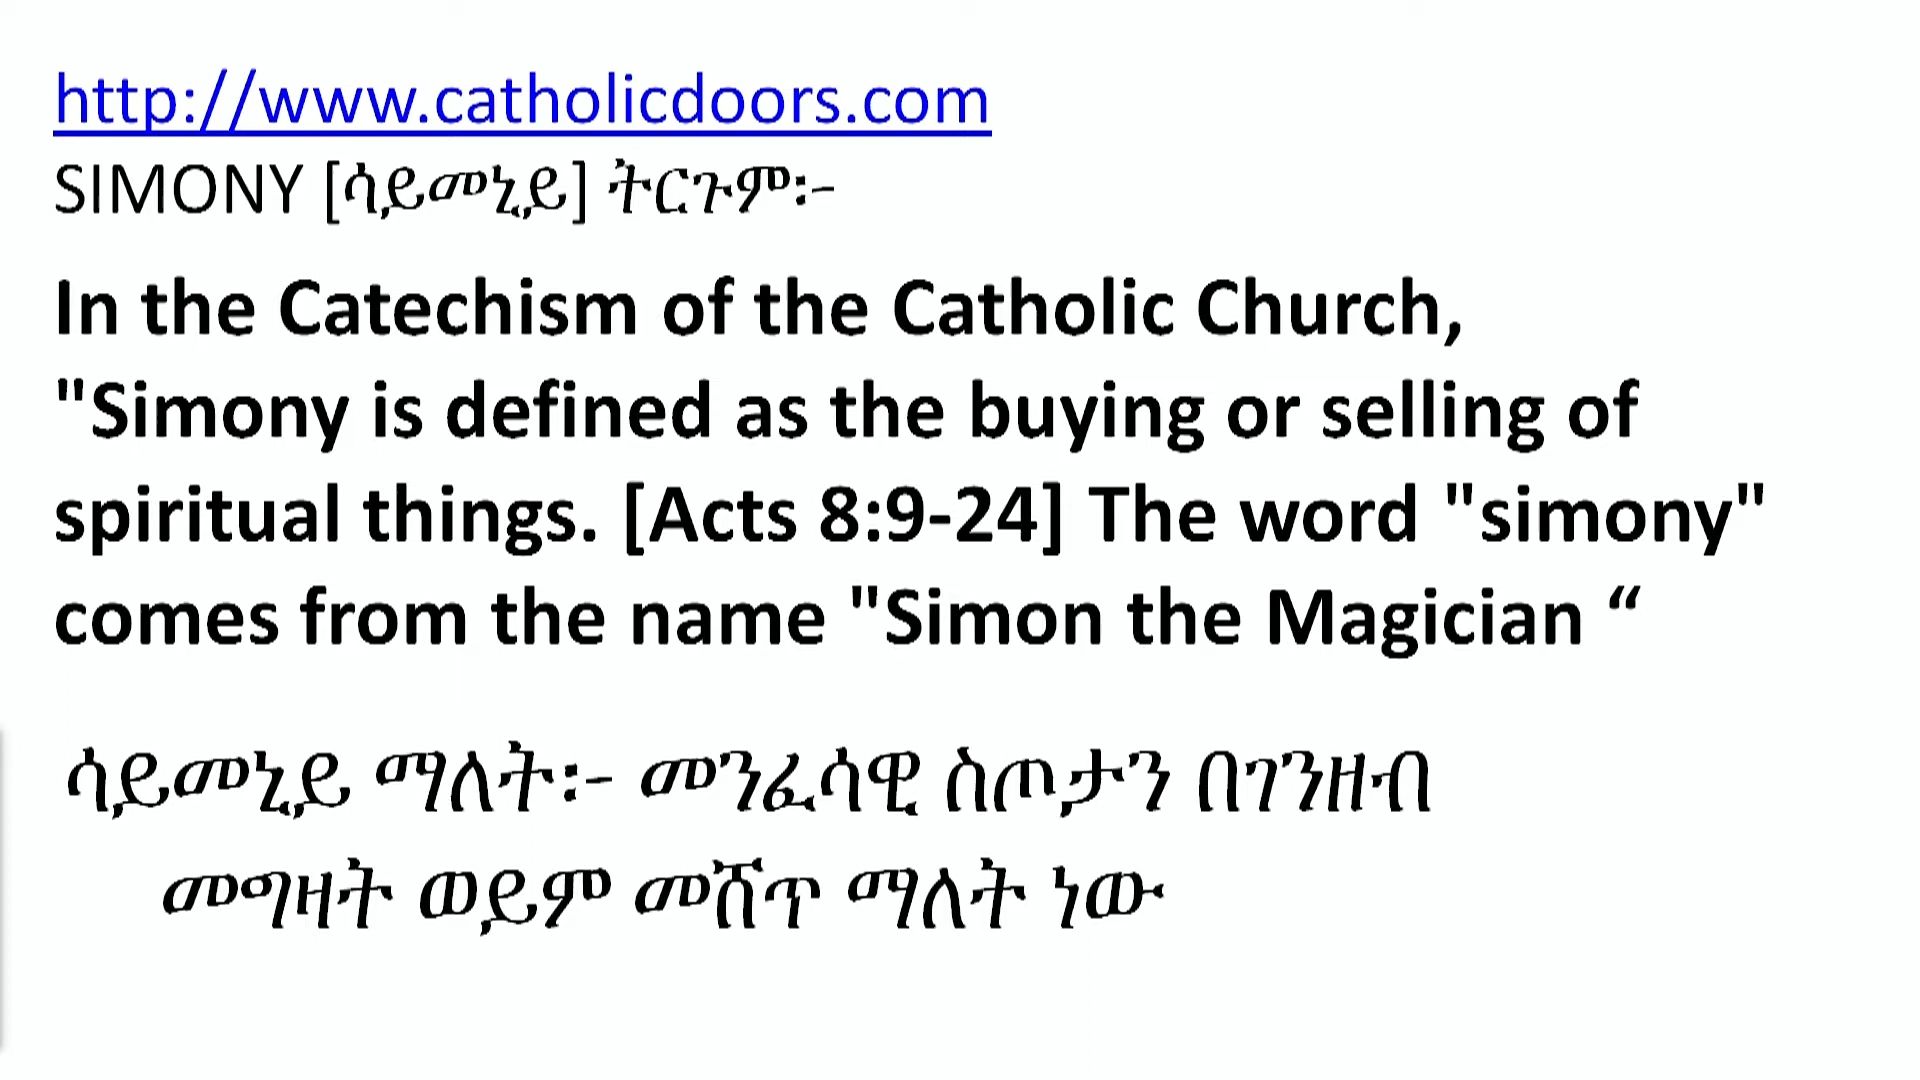 http://www.catholicdoors.com
SIMONY [ሳይመኒይ] ትርጉም፡-
In the Catechism of the Catholic Church,
"Simony is defined as the buying or selling of
spiritual things. [Acts 8:9-24] The word "simony"
comes from the name "Simon the Magician “
ሳይመኒይ ማለት፡- መንፈሳዊ ስጦታን በገንዘብ
መግዛት ወይም መሸጥ ማለት ነው